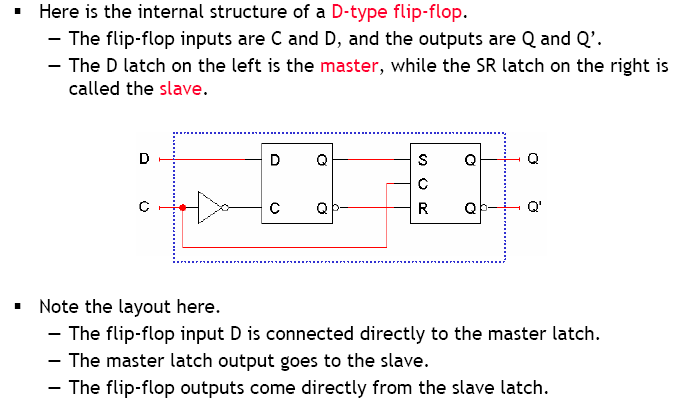 ▪ Here is the internal structure of a D-type flip-flop.
– The flip-flop inputs are C and D, and the outputs are Q and Q’.
– The D latch on the left is the master, while the SR latch on the right is
called the slave.
D D Q S Q Q
C
C C Q R Q Q'
▪ Note the layout here.
– The flip-flop input D is connected directly to the master latch.
– The master latch output goes to the slave.
– The flip-flop outputs come directly from the slave latch.